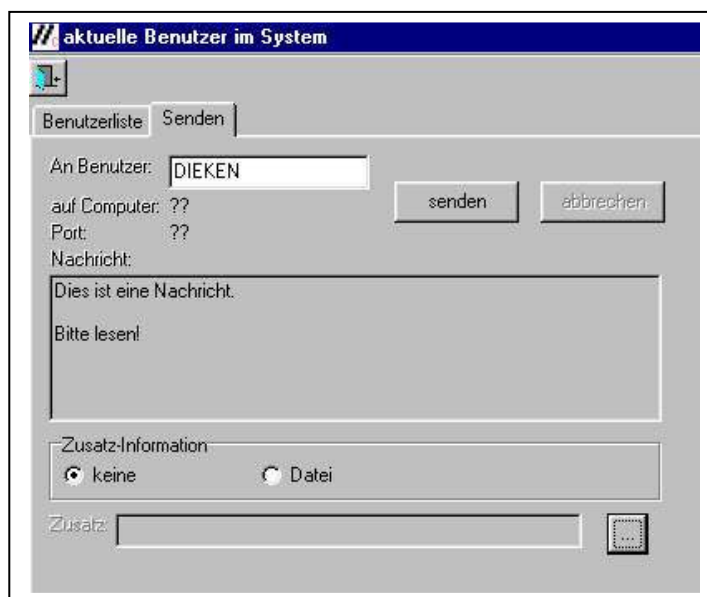 aktuelle Benutzer im System
Benutzerliste Senden
An Benutzer: DIEKEN
senden abbrechen
auf Computer: ??
Port: ??
Nachricht:
Dies ist eine Nachricht.
Bitte lesen!
Zusatz-Information
keine Datei
Zusatz: ...